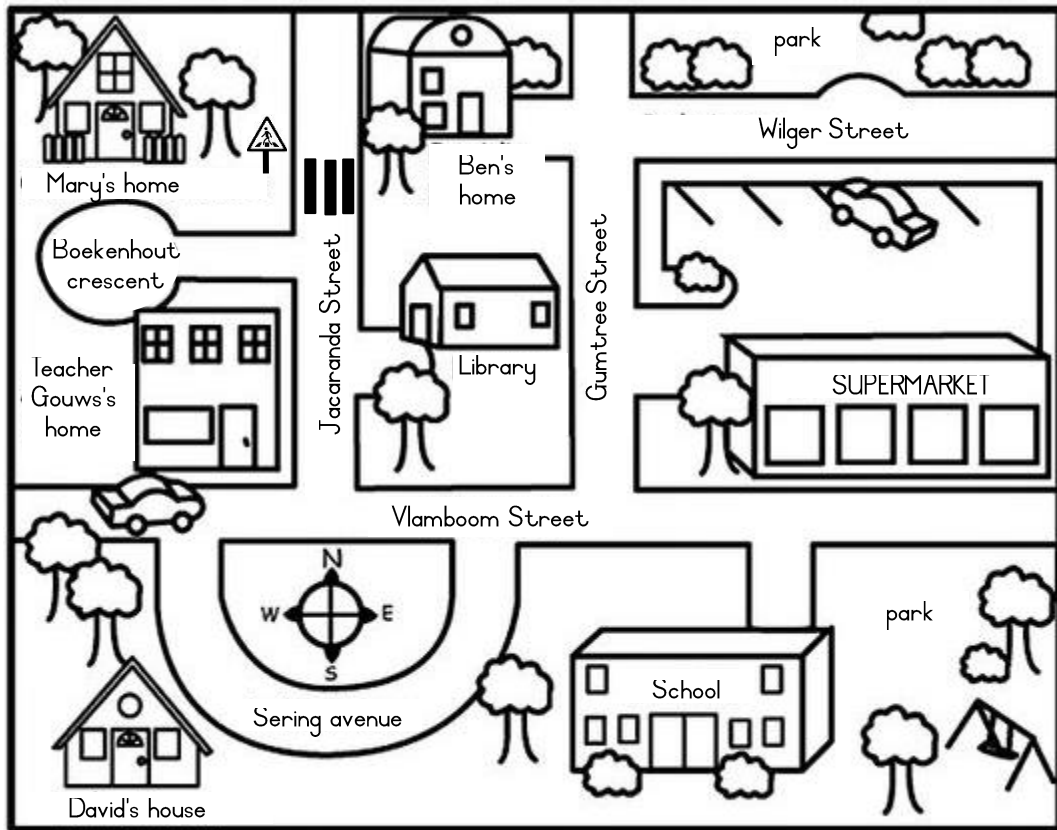 park
Wilger Street
Mary's home
Ben's
home
Boekenhout
crescent
Jacaranda Street
Gumtree Street
Teacher
Gouws's
home
Library
SUPERMARKET
Vlamboom Street
N
W E
S
park
School
Sering avenue
David's house